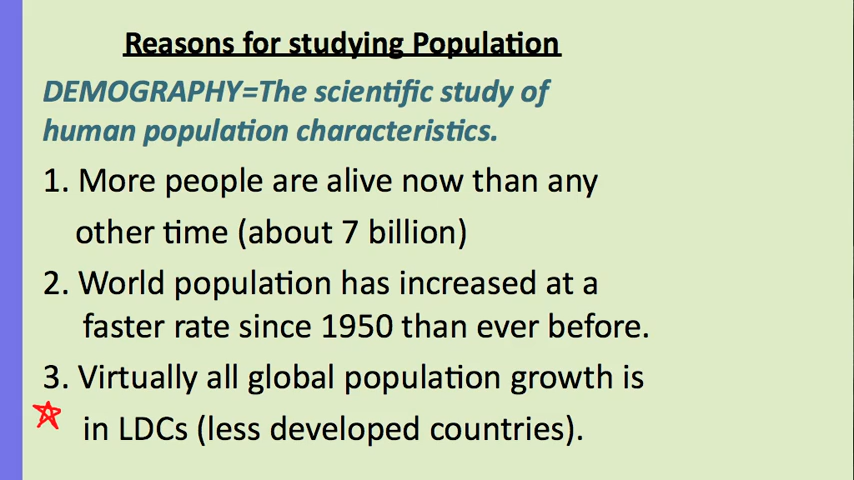 Reasons for studying Population
DEMOGRAPHY=The scientific study of
human population characteristics.
1. More people are alive now than any
other time (about 7 billion)
2. World population has increased at a
faster rate since 1950 than ever before.
3. Virtually all global population growth is
in LDCs (less developed countries).